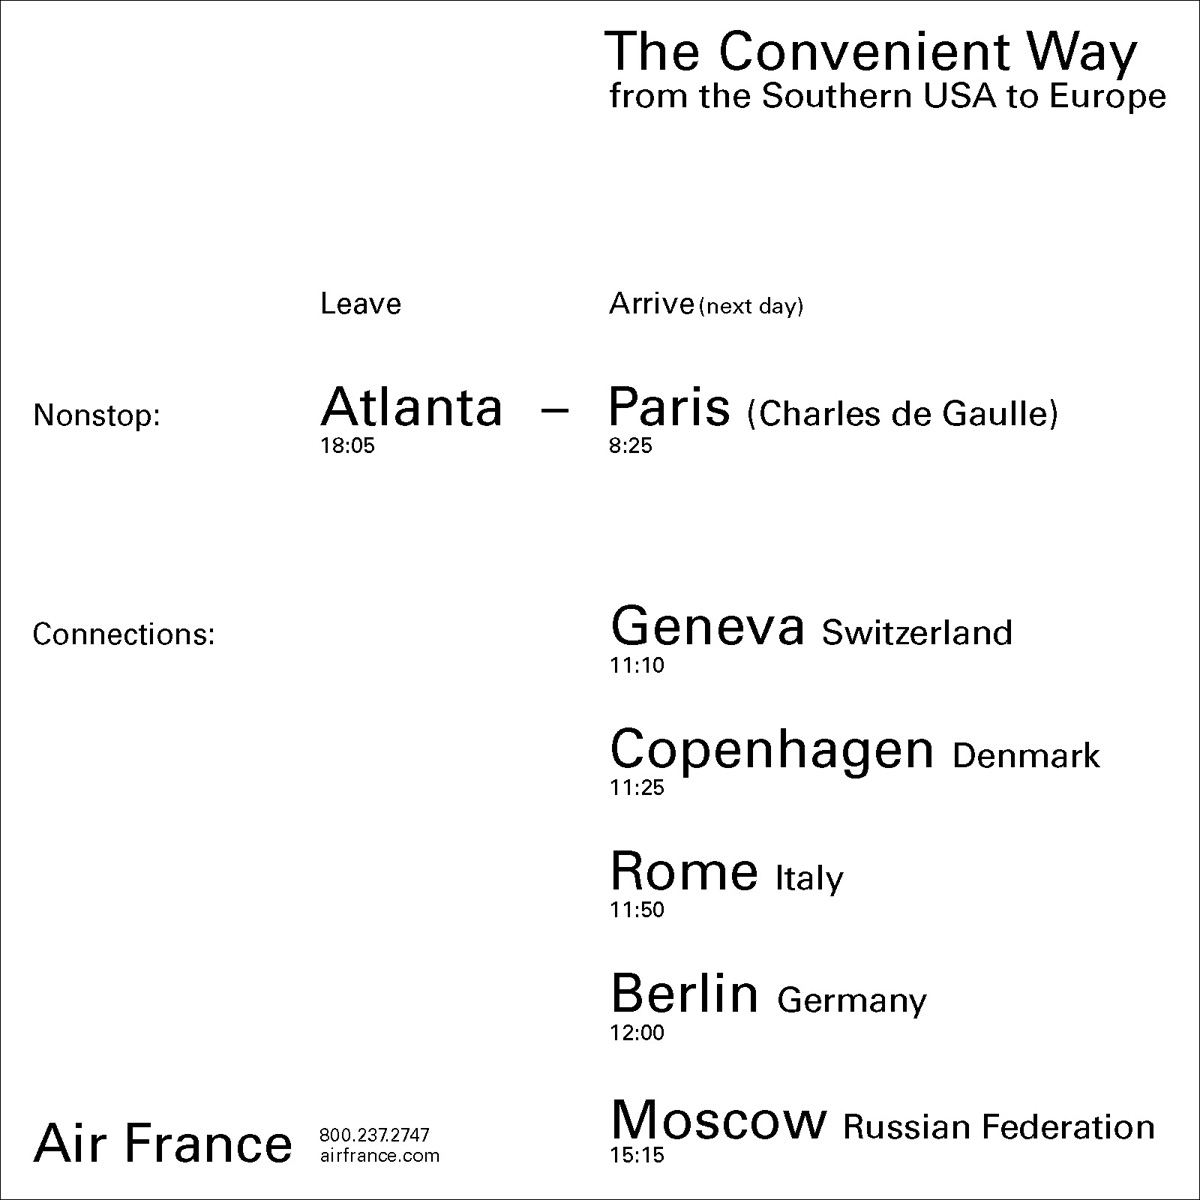 The Convenient Way
from the Southern USA to Europe
Leave Arrive (next day)
Nonstop: Atlanta – Paris (Charles de Gaulle)
18:05 8:25
Connections: Geneva Switzerland
11:10
Copenhagen Denmark
11:25
Rome Italy
11:50
Berlin Germany
12:00
Moscow Russian Federation
15:15
Air France 800.237.2747
airfrance.com